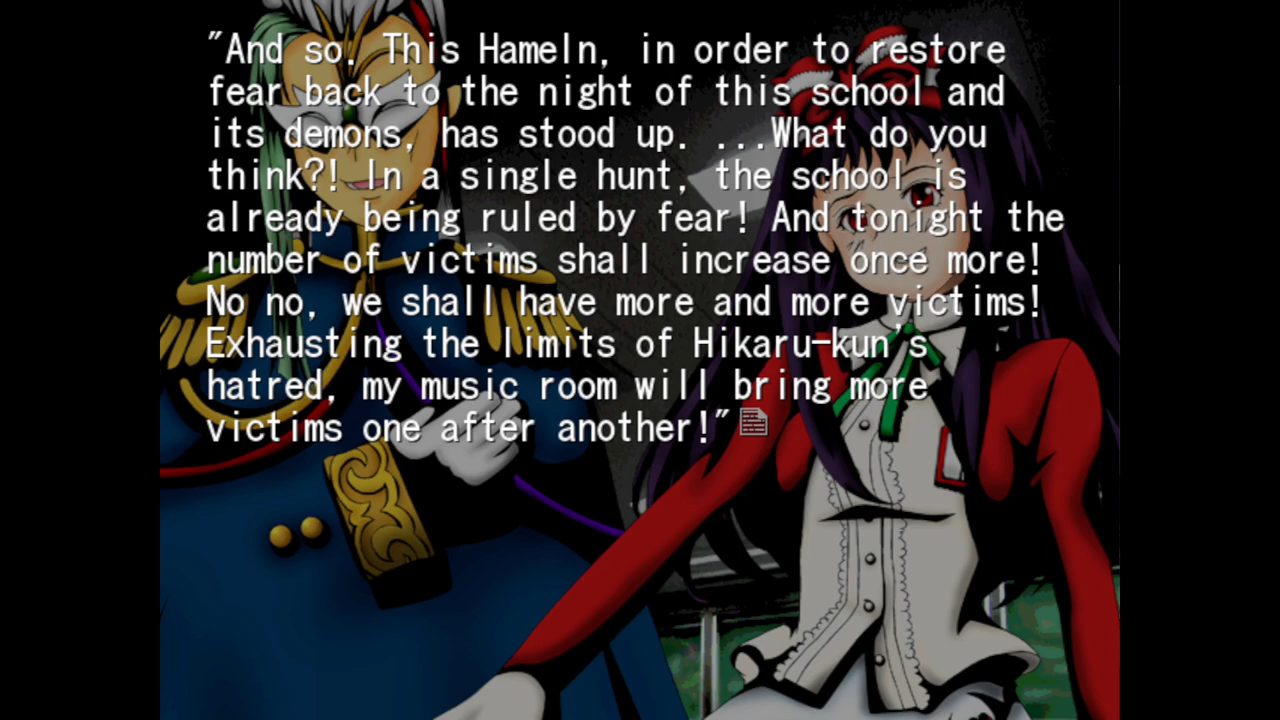 "And so. This Hameln, in order to restore
fear back to the night of this school and
its demons, has stood up. ...What do you
think?! In a single hunt, the school is
already being ruled by fear! And tonight the
number of victims shall increase once more!
No no, we shall have more and more victims!
Exhausting the limits of Hikaru-kun's
hatred, my music room will bring more
victims one after another!"